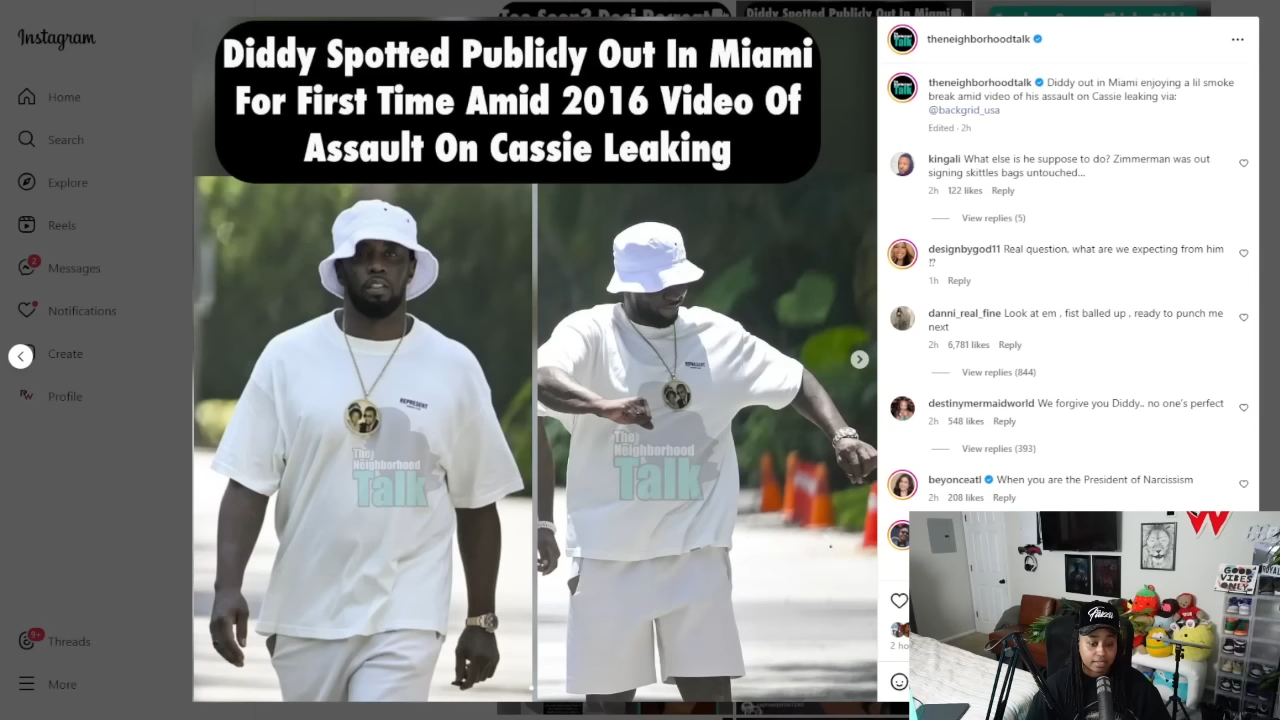 Instagram
Home
Search
Explore
Reels
2
Messages
Notifications
Create
Profile
9+
Threads
More
Diddy Spotted Publicly Out In Miami
For First Time Amid 2016 Video Of
Assault On Cassie Leaking
REPRESENT
The
Neighborhood
Talk
REPRESENT
The
Neighborhood
Talk
theneighborhoodtalk
theneighborhoodtalk Diddy out in Miami enjoying a lil smoke
break amid video of his assault on Cassie leaking via:
@backgrid_usa
Edited · 2h
kingali What else is he suppose to do? Zimmerman was out
signing skittles bags untouched...
2h 122 likes Reply
View replies (5)
designbygod11 Real question, what are we expecting from him
⁉
1h Reply
danni_real_fine Look at em , fist balled up , ready to punch me
next
2h 6,781 likes Reply
View replies (844)
destinymermaidworld We forgive you Diddy.. no one's perfect
2h 548 likes Reply
View replies (393)
beyonceatl When you are the President of Narcissism
2h 208 likes Reply
GOOD
VIBES
ONLY